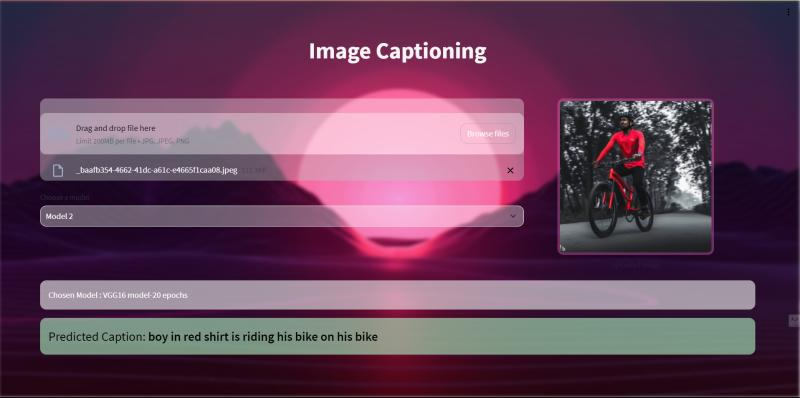 Image Captioning
Drag and drop file here
Limit 200MB per file • JPG, JPEG, PNG
Browse files
_baafb354-4662-41dc-a61c-e4665f1caa08.jpeg
Choose a model
Model 2
Chosen Model : VGG16 model-20 epochs
Predicted Caption: boy in red shirt is riding his bike on his bike